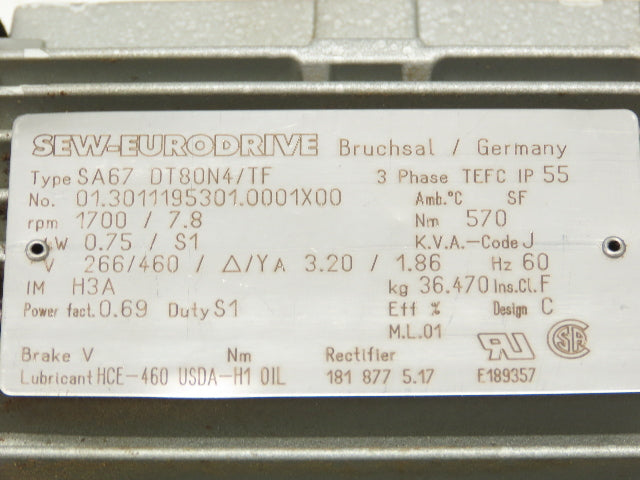 SEW-EURODRIVE Bruchsal / Germany
Type SA67 DT80N4/TF 3 Phase TEFC IP 55
No. 01.3011195301.0001X00 Amb.°C SF
rpm 1700 / 7.8 Nm 570
kW 0.75 / S1 K.V.A.-Code J
V 266/460 / △/YA 3.20 / 1.86 Hz 60
IM H3A kg 36.470 Ins.Cl. F
Power fact. 0.69 Duty S1 Eff % Design C
M.L.01
Brake V Nm Rectifier
Lubricant HCE-460 USDA-H1 OIL 181 877 5.17 E189357